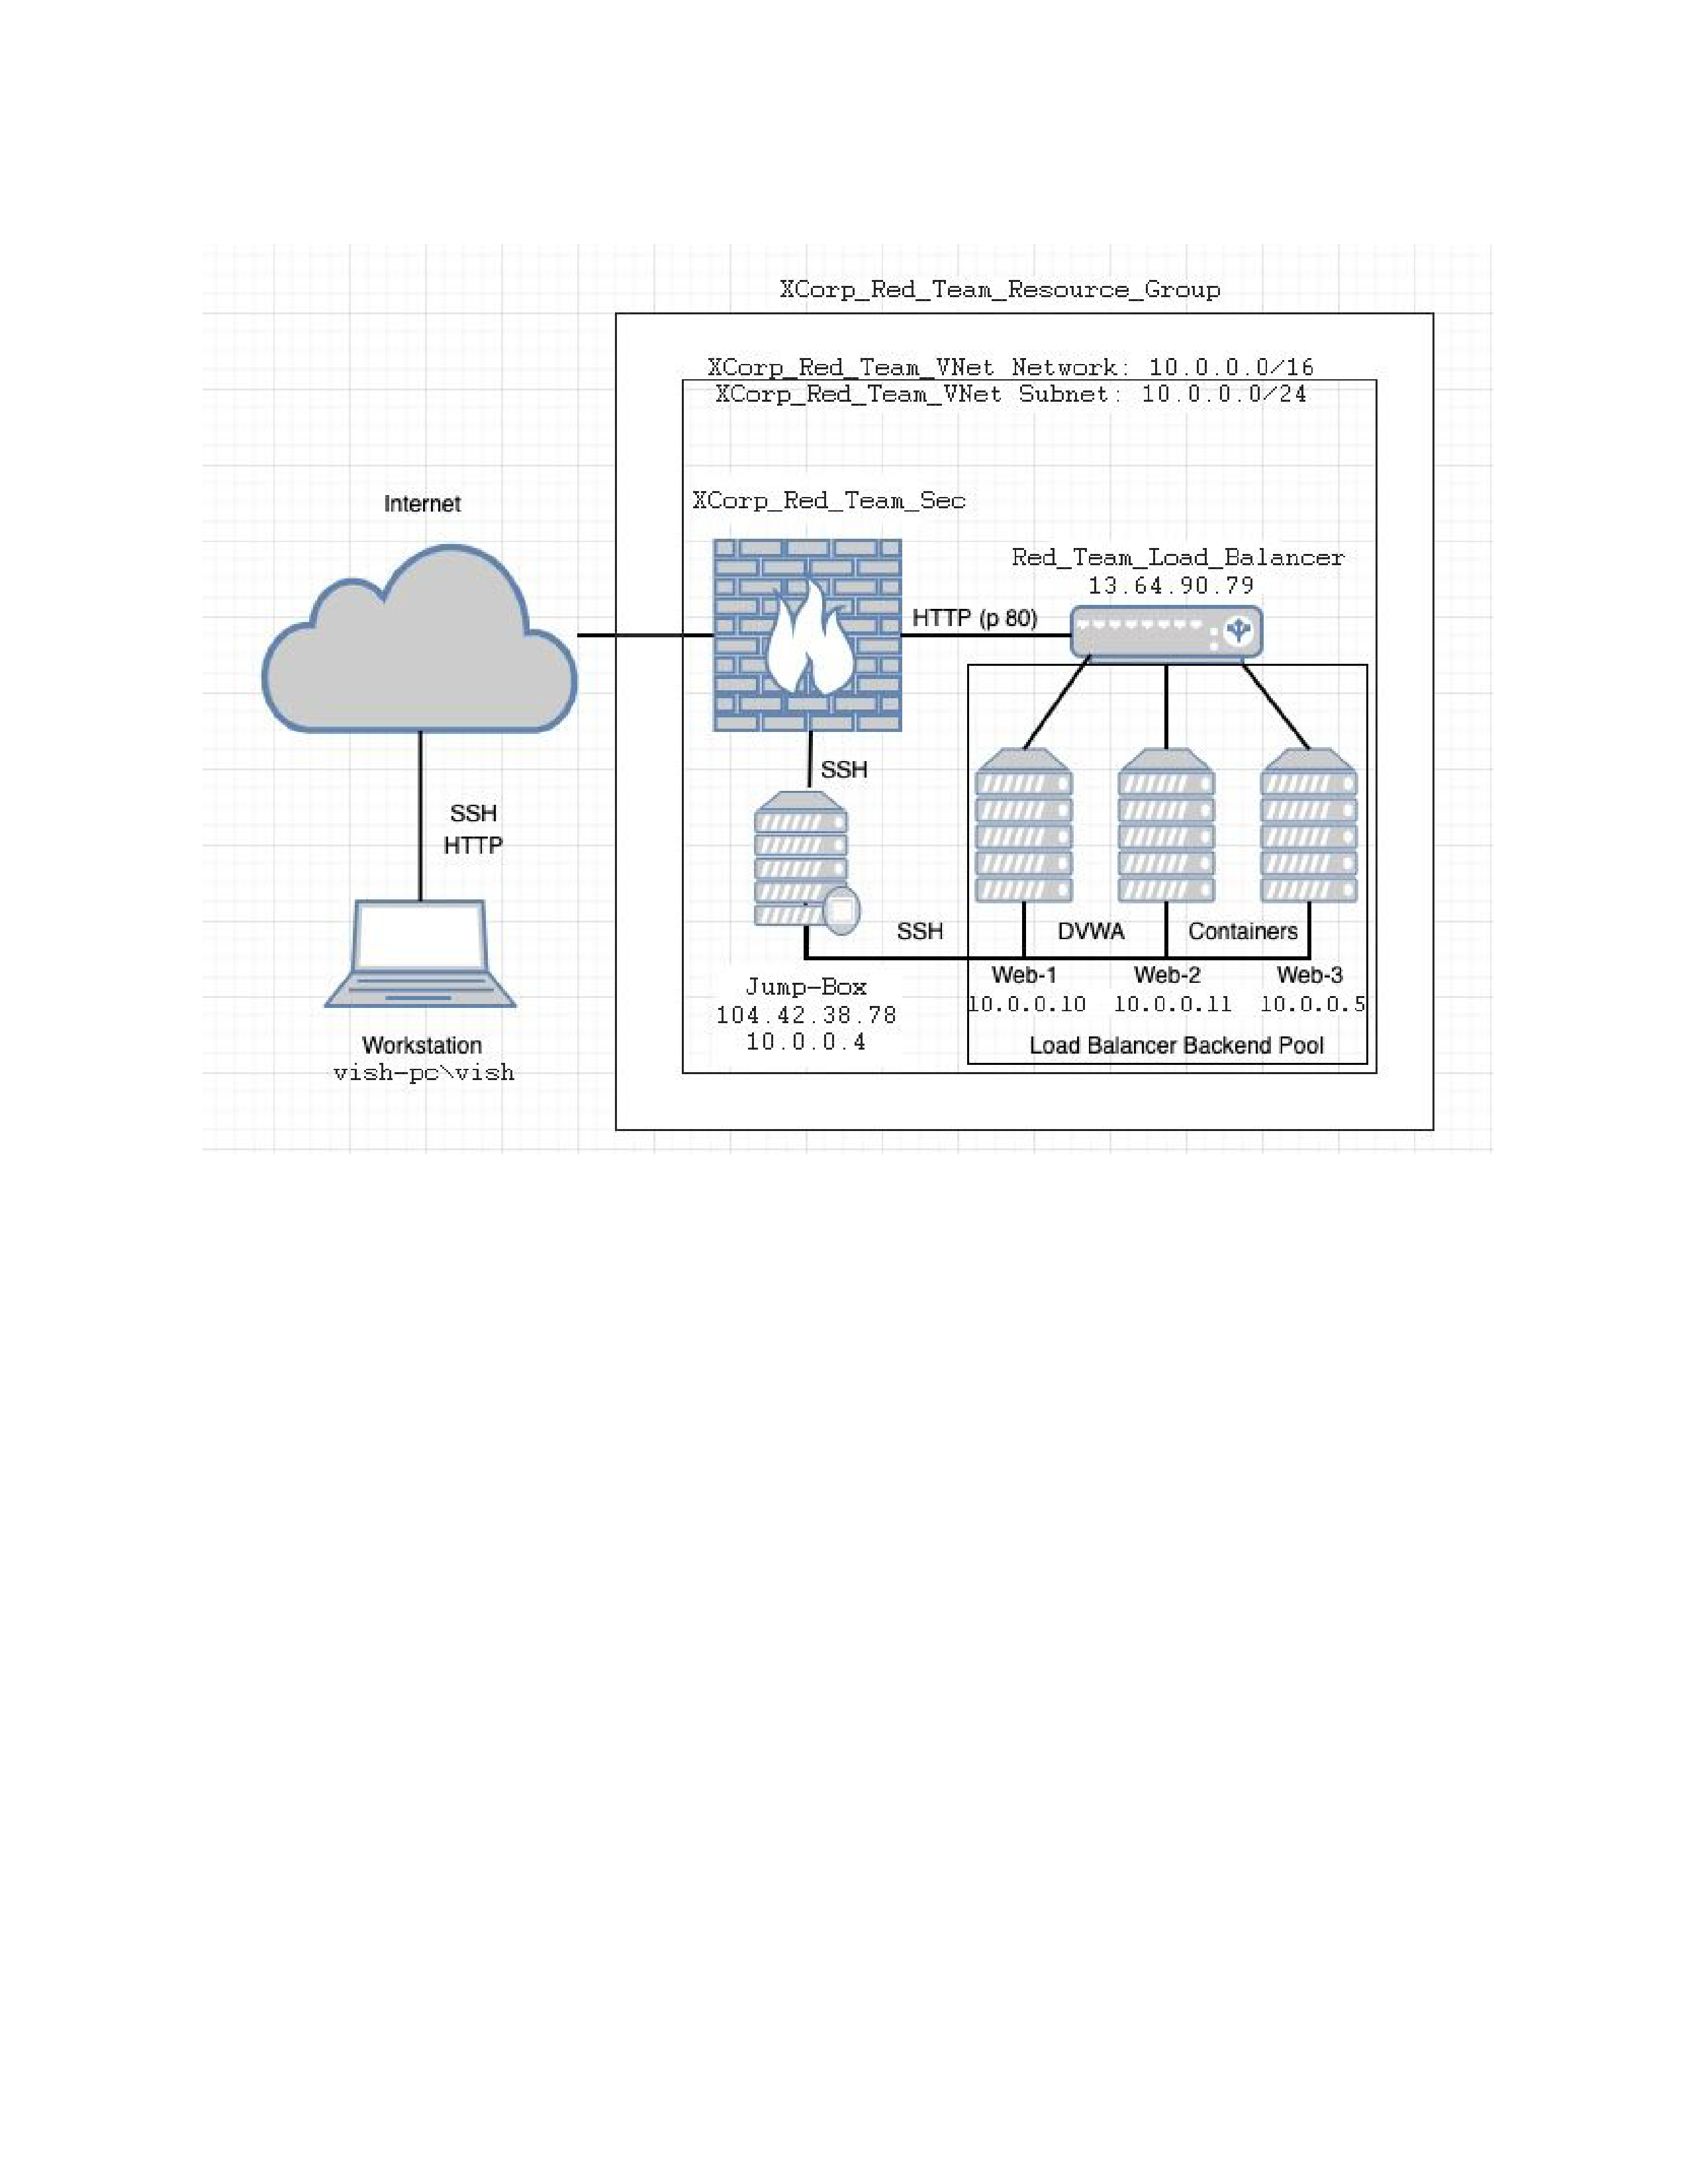 XCorp_Red_Team_Resource_Group
XCorp_Red_Team_VNet Network: 10.0.0.0/16
XCorp_Red_Team_VNet Subnet: 10.0.0.0/24
Internet
XCorp_Red_Team_Sec
Red_Team_Load_Balancer
13.64.90.79
HTTP (p 80)
SSH
SSH
HTTP
SSH
DVWA
Containers
Web-1
Web-2
Web-3
10.0.0.10
10.0.0.11
10.0.0.5
Jump-Box
104.42.38.78
10.0.0.4
Load Balancer Backend Pool
Workstation
vish-pc\vish